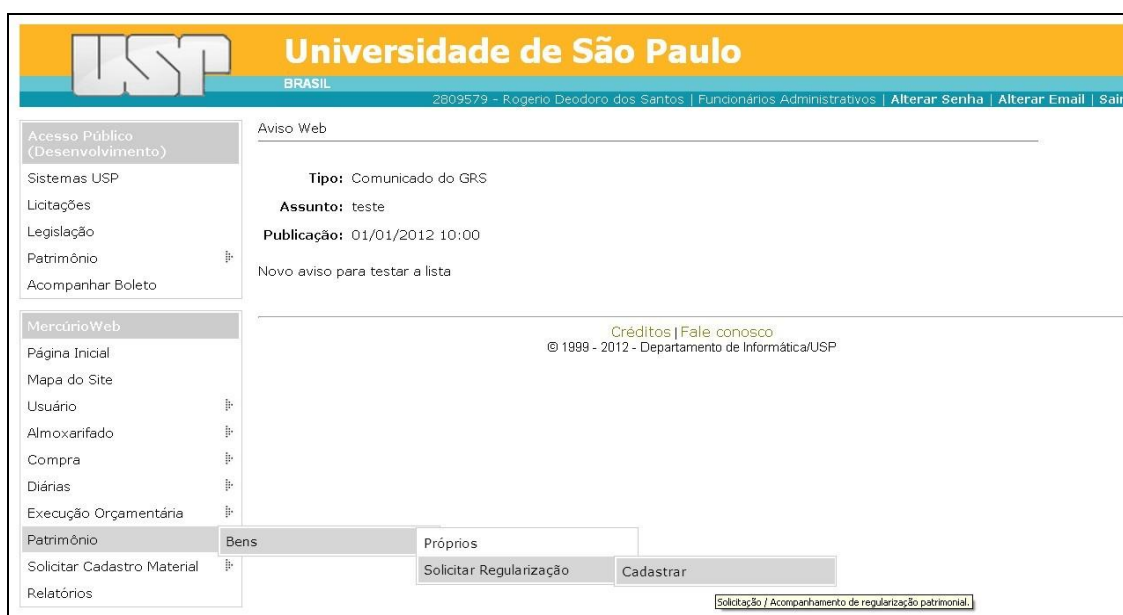 USP
Universidade de São Paulo
BRASIL
2809579 - Rogerio Deodoro dos Santos | Funcionários Administrativos | Alterar Senha | Alterar Email | Sair
Acesso Público
(Desenvolvimento)
Sistemas USP
Licitações
Legislação
Patrimônio
Acompanhar Boleto
Aviso Web
Tipo: Comunicado do GRS
Assunto: teste
Publicação: 01/01/2012 10:00
Novo aviso para testar a lista
Créditos | Fale conosco
© 1999 - 2012 - Departamento de Informática/USP
MercúrioWeb
Página Inicial
Mapa do Site
Usuário
Almoxarifado
Compra
Diárias
Execução Orçamentária
Patrimônio
Solicitar Cadastro Material
Relatórios
Bens
Próprios
Solicitar Regularização
Cadastrar
Solicitação / Acompanhamento de regularização patrimonial.